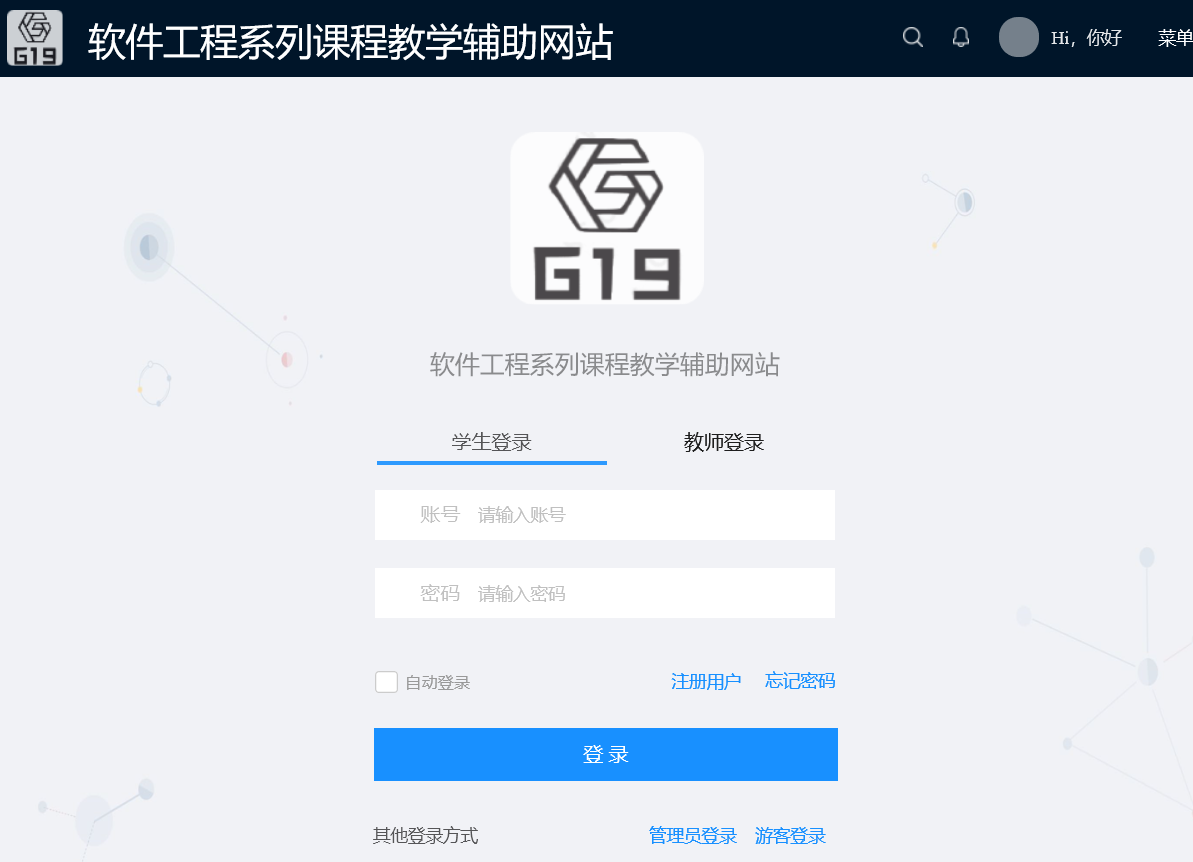 G19 软件工程系列课程教学辅助网站 Hi，你好 菜单
G19
软件工程系列课程教学辅助网站
学生登录 教师登录
账号 请输入账号
密码 请输入密码
自动登录 注册用户 忘记密码
登 录
其他登录方式 管理员登录 游客登录